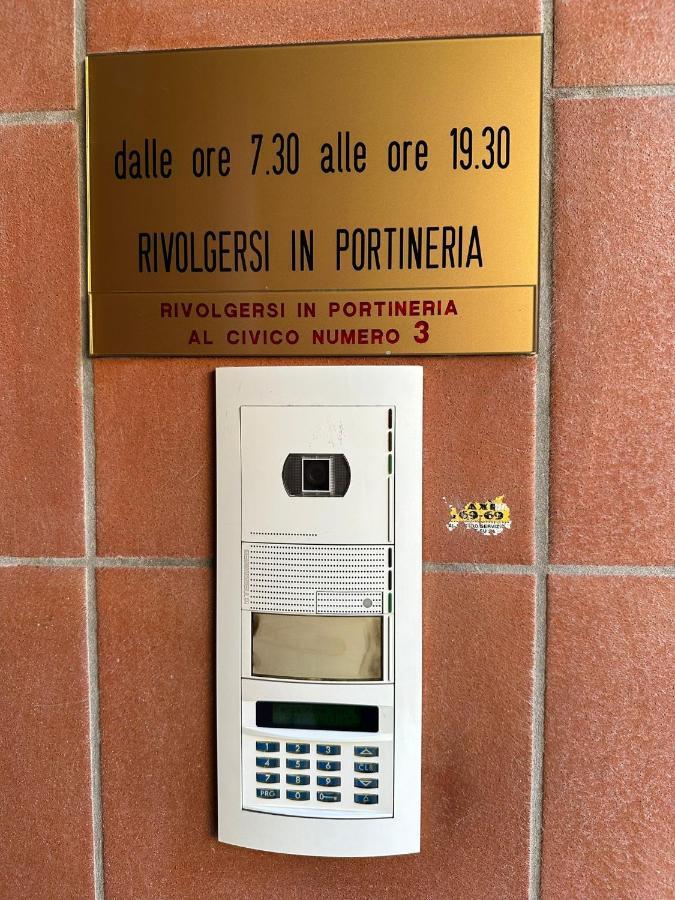 dalle ore 7.30 alle ore 19.30
RIVOLGERSI IN PORTINERIA
RIVOLGERSI IN PORTINERIA
AL CIVICO NUMERO 3
AXI
69-69
1 2 3
4 5 6 CLR
7 8 9
PRG 0